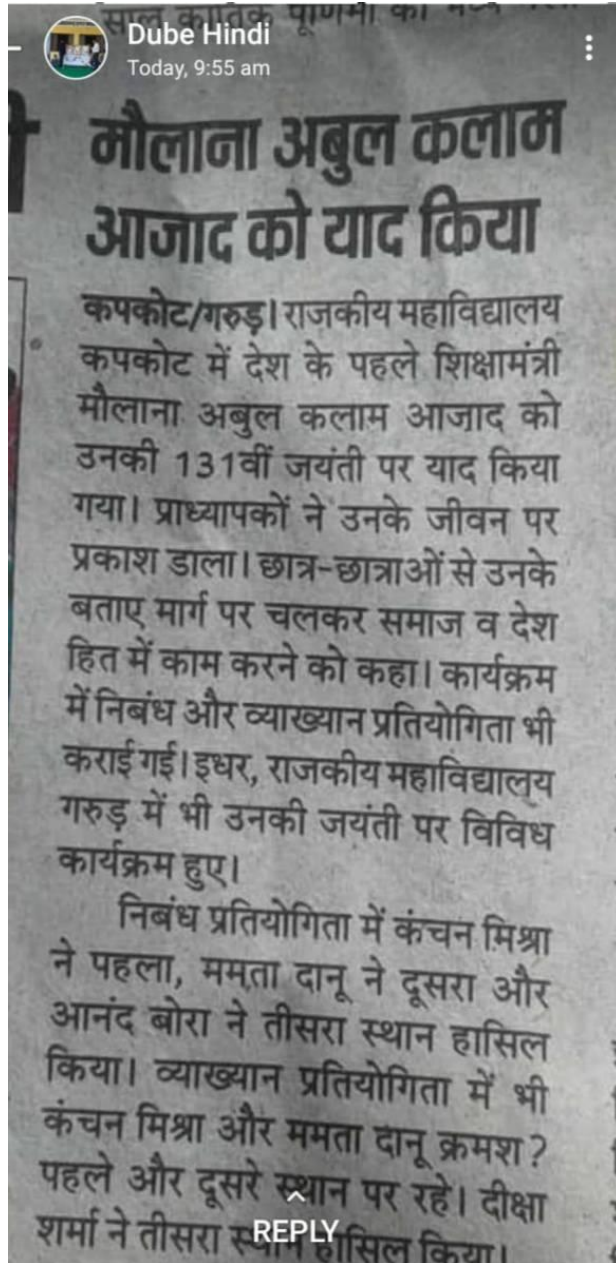 साल कार्तिक पूर्णिमा
Dube Hindi
Today, 9:55 am
मौलाना अबुल कलाम
आजाद को याद किया
कपकोट/गरुड़। राजकीय महाविद्यालय
कपकोट में देश के पहले शिक्षामंत्री
मौलाना अबुल कलाम आजाद को
उनकी 131वीं जयंती पर याद किया
गया। प्राध्यापकों ने उनके जीवन पर
प्रकाश डाला। छात्र-छात्राओं से उनके
बताए मार्ग पर चलकर समाज व देश
हित में काम करने को कहा। कार्यक्रम
में निबंध और व्याख्यान प्रतियोगिता भी
कराई गई। इधर, राजकीय महाविद्यालय
गरुड़ में भी उनकी जयंती पर विविध
कार्यक्रम हुए।
निबंध प्रतियोगिता में कंचन मिश्रा
ने पहला, ममता दानू ने दूसरा और
आनंद बोरा ने तीसरा स्थान हासिल
किया। व्याख्यान प्रतियोगिता में भी
कंचन मिश्रा और ममता दानू क्रमश?
पहले और दूसरे स्थान पर रहे। दीक्षा
शर्मा ने तीसरा स्थान हासिल किया।
REPLY